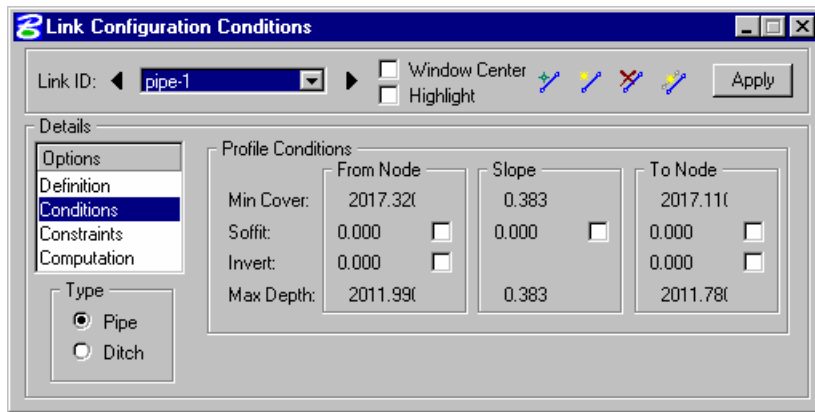 Link Configuration Conditions
Link ID: pipe-1 Window Center Apply
Highlight
Details
Options
Definition
Conditions
Constraints
Computation
Type
Pipe
Ditch
Profile Conditions
From Node Slope To Node
Min Cover: 2017.32( 0.383 2017.11(
Soffit: 0.000 0.000 0.000
Invert: 0.000 0.000
Max Depth: 2011.99( 0.383 2011.78(